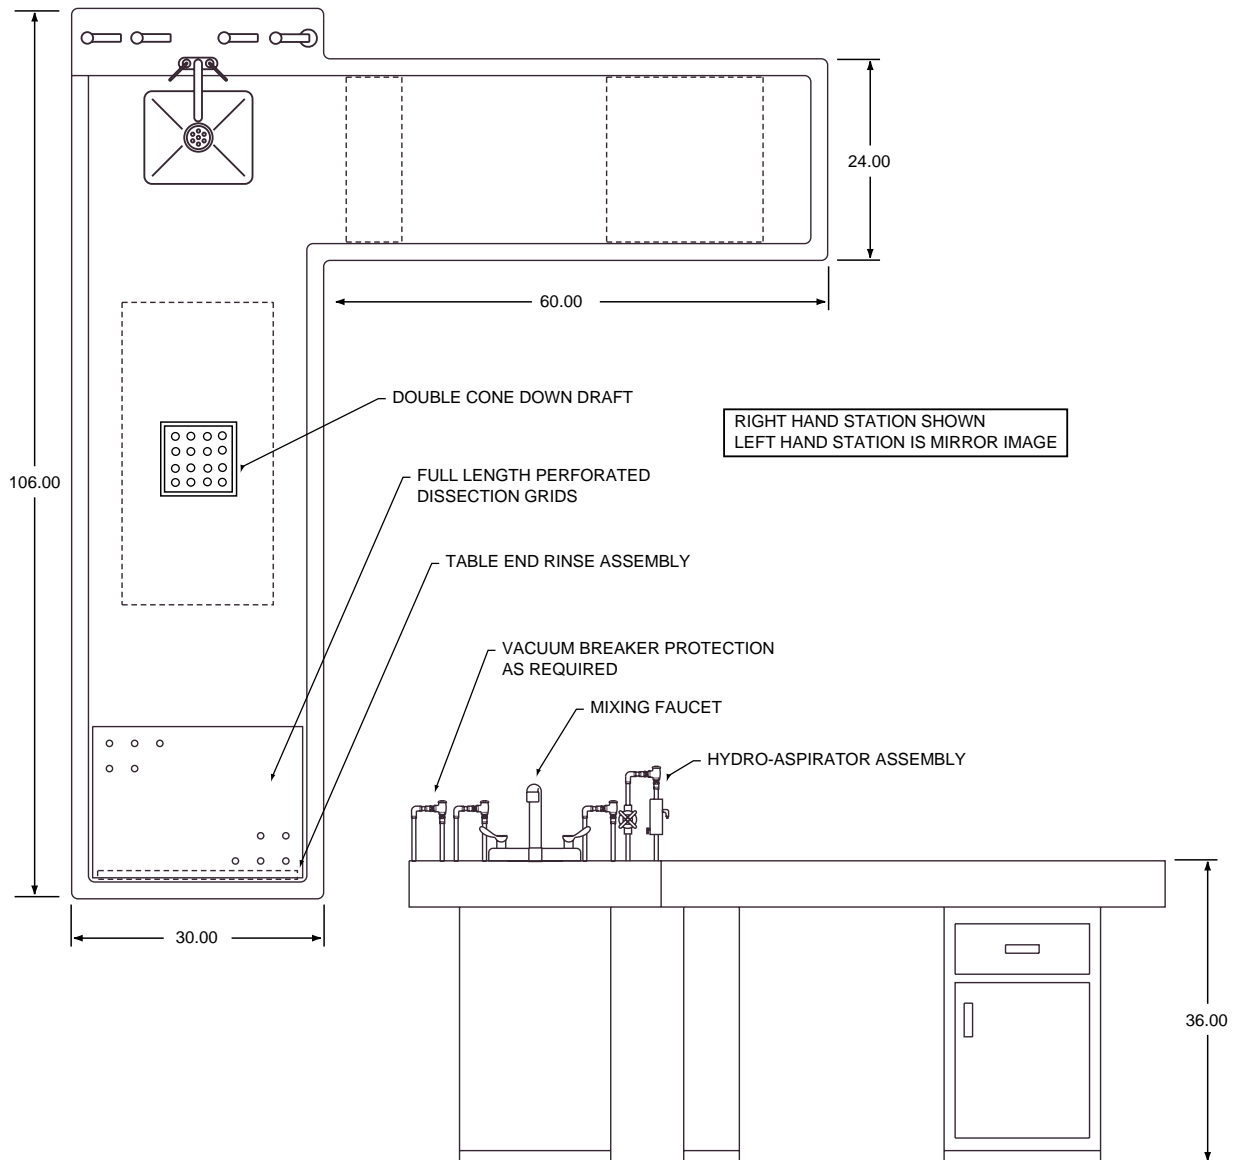 24.00
60.00
DOUBLE CONE DOWN DRAFT
RIGHT HAND STATION SHOWN
LEFT HAND STATION IS MIRROR IMAGE
106.00
FULL LENGTH PERFORATED
DISSECTION GRIDS
TABLE END RINSE ASSEMBLY
VACUUM BREAKER PROTECTION
AS REQUIRED
MIXING FAUCET
HYDRO-ASPIRATOR ASSEMBLY
30.00
36.00